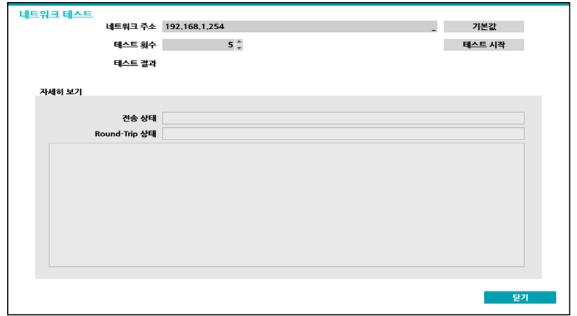 네트워크 테스트
네트워크 주소 192,168,1,254 기본값
테스트 횟수 5 테스트 시작
테스트 결과
자세히 보기
전송 상태
Round-Trip 상태
닫기